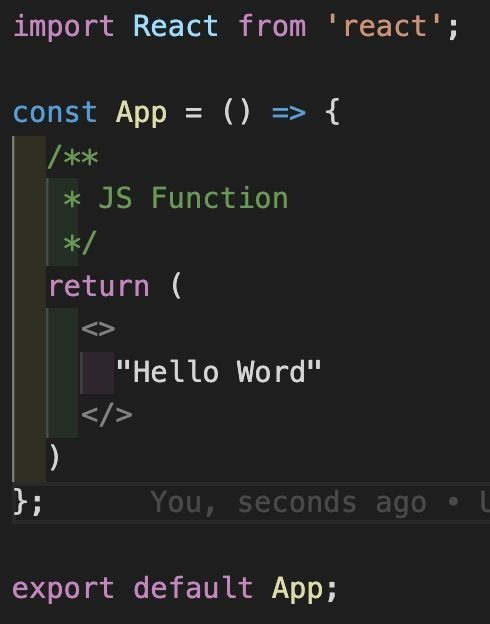 import React from 'react';
const App = () => {
/**
* JS Function
*/
return (
<>
"Hello Word"
</>
)
};      You, seconds ago •
export default App;